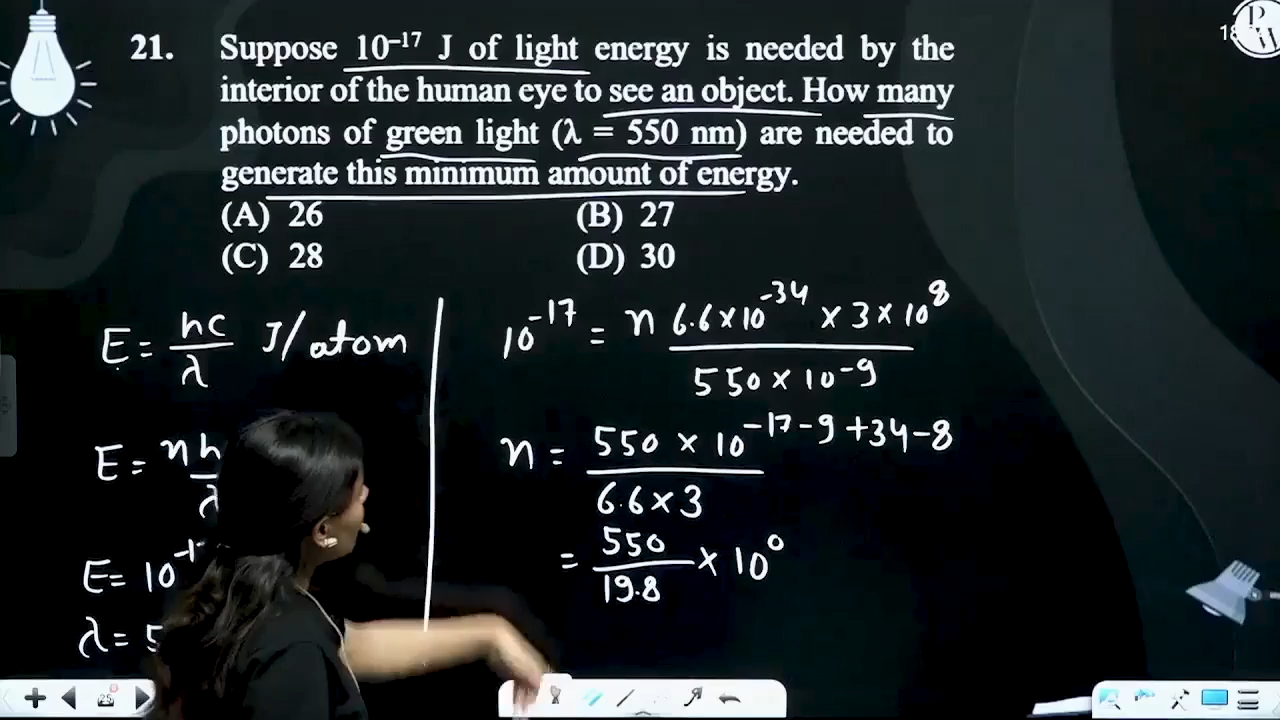 21. Suppose 10⁻¹⁷ J of light energy is needed by the
interior of the human eye to see an object. How many
photons of green light (λ = 550 nm) are needed to
generate this minimum amount of energy.
(A) 26 (B) 27
(C) 28 (D) 30
E = hc/λ J/atom
E = nh
λ
E = 10
λ = 5
10⁻¹⁷ = n 6.6 × 10⁻³⁴ × 3 × 10⁸
550 × 10⁻⁹
n = 550 × 10⁻¹⁷⁻⁹⁺³⁴⁻⁸
6.6 × 3
= 550/19.8 × 10⁰